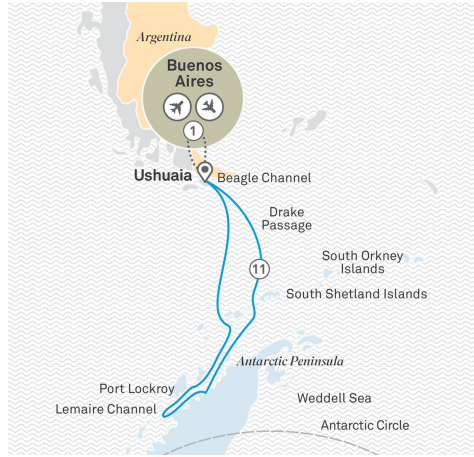 Argentina
Buenos
Aires
1
Ushuaia
Beagle Channel
Drake
Passage
11
South Orkney
Islands
South Shetland Islands
Antarctic Peninsula
Port Lockroy
Lemaire Channel
Weddell Sea
Antarctic Circle